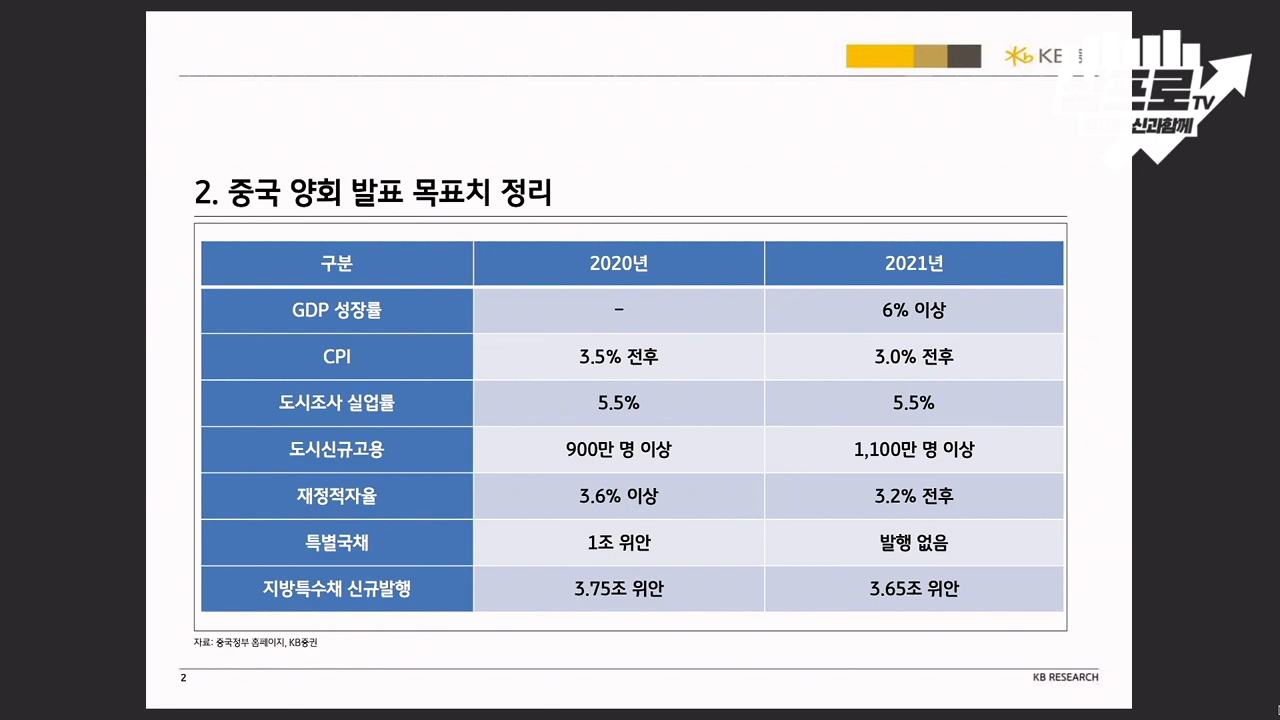 KB
프로TV
신과함께
2. 중국 양회 발표 목표치 정리
구분 2020년 2021년
GDP 성장률 – 6% 이상
CPI 3.5% 전후 3.0% 전후
도시조사 실업률 5.5% 5.5%
도시신규고용 900만 명 이상 1,100만 명 이상
재정적자율 3.6% 이상 3.2% 전후
특별국채 1조 위안 발행 없음
지방특수채 신규발행 3.75조 위안 3.65조 위안
자료: 중국정부 홈페이지, KB증권
2 KB RESEARCH